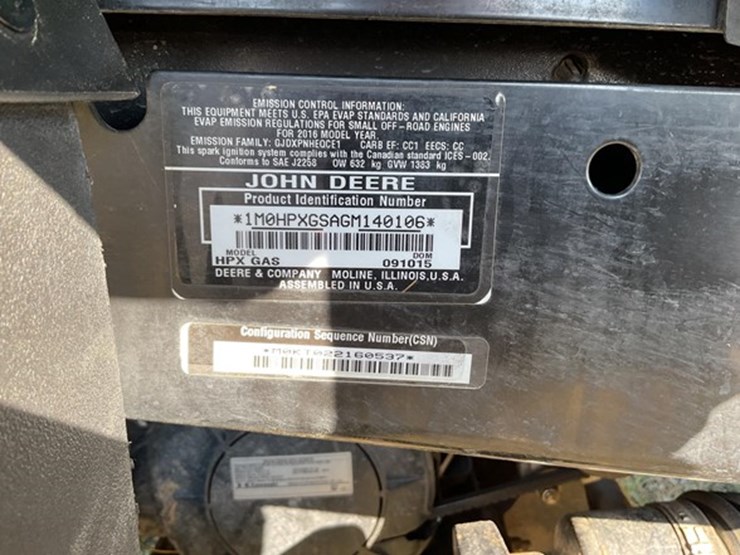 EMISSION CONTROL INFORMATION:
THIS EQUIPMENT MEETS U.S. EPA EVAP STANDARDS AND CALIFORNIA
EVAP EMISSION REGULATIONS FOR SMALL OFF-ROAD ENGINES
FOR 2016 MODEL YEAR.
EMISSION FAMILY: GJDXPNHEQCE1 CARB EF: CC1 EECS: CC
This spark ignition system complies with the Canadian standard ICES-002.
Conforms to SAE J2258 OW 632 kg GVW 1383 kg
JOHN DEERE
Product Identification Number
*1M0HPXGSAGM140106*
MODEL DOM
HPX GAS 091015
DEERE & COMPANY MOLINE, ILLINOIS, U.S.A.
ASSEMBLED IN U.S.A.
Configuration Sequence Number(CSN)